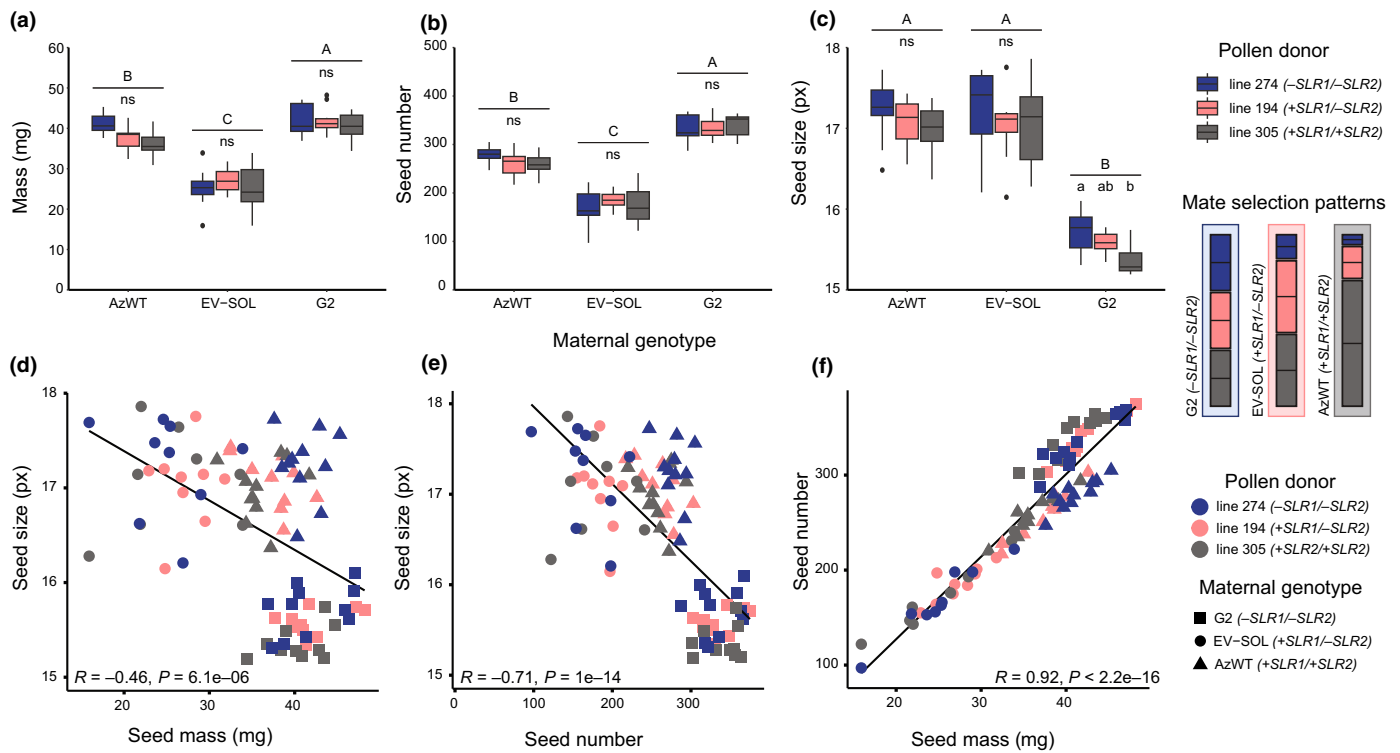 (a)
Mass (mg)
60
50
40
30
20
10
0
B
ns
C
ns
A
ns
AzWT
EV−SOL
G2
(b)
Seed number
500
400
300
200
100
0
B
ns
C
ns
A
ns
AzWT
EV−SOL
G2
Maternal genotype
(c)
Seed size (px)
18
17
16
15
A
ns
A
ns
B
a
ab
b
AzWT
EV−SOL
G2
Pollen donor
line 274 (−SLR1/−SLR2)
line 194 (+SLR1/−SLR2)
line 305 (+SLR1/+SLR2)
Mate selection patterns
G2 (−SLR1/−SLR2)
EV−SOL (+SLR1/−SLR2)
AzWT (+SLR1/+SLR2)
(d)
Seed size (px)
18
17
16
15
R = −0.46, P = 6.1e−06
20
40
Seed mass (mg)
(e)
Seed size (px)
18
17
16
15
R = −0.71, P = 1e−14
0
100
200
300
Seed number
(f)
Seed number
300
200
100
R = 0.92, P < 2.2e−16
20
40
Seed mass (mg)
Pollen donor
line 274 (−SLR1/−SLR2)
line 194 (+SLR1/−SLR2)
line 305 (+SLR2/+SLR2)
Maternal genotype
G2 (−SLR1/−SLR2)
EV−SOL (+SLR1/−SLR2)
AzWT (+SLR1/+SLR2)